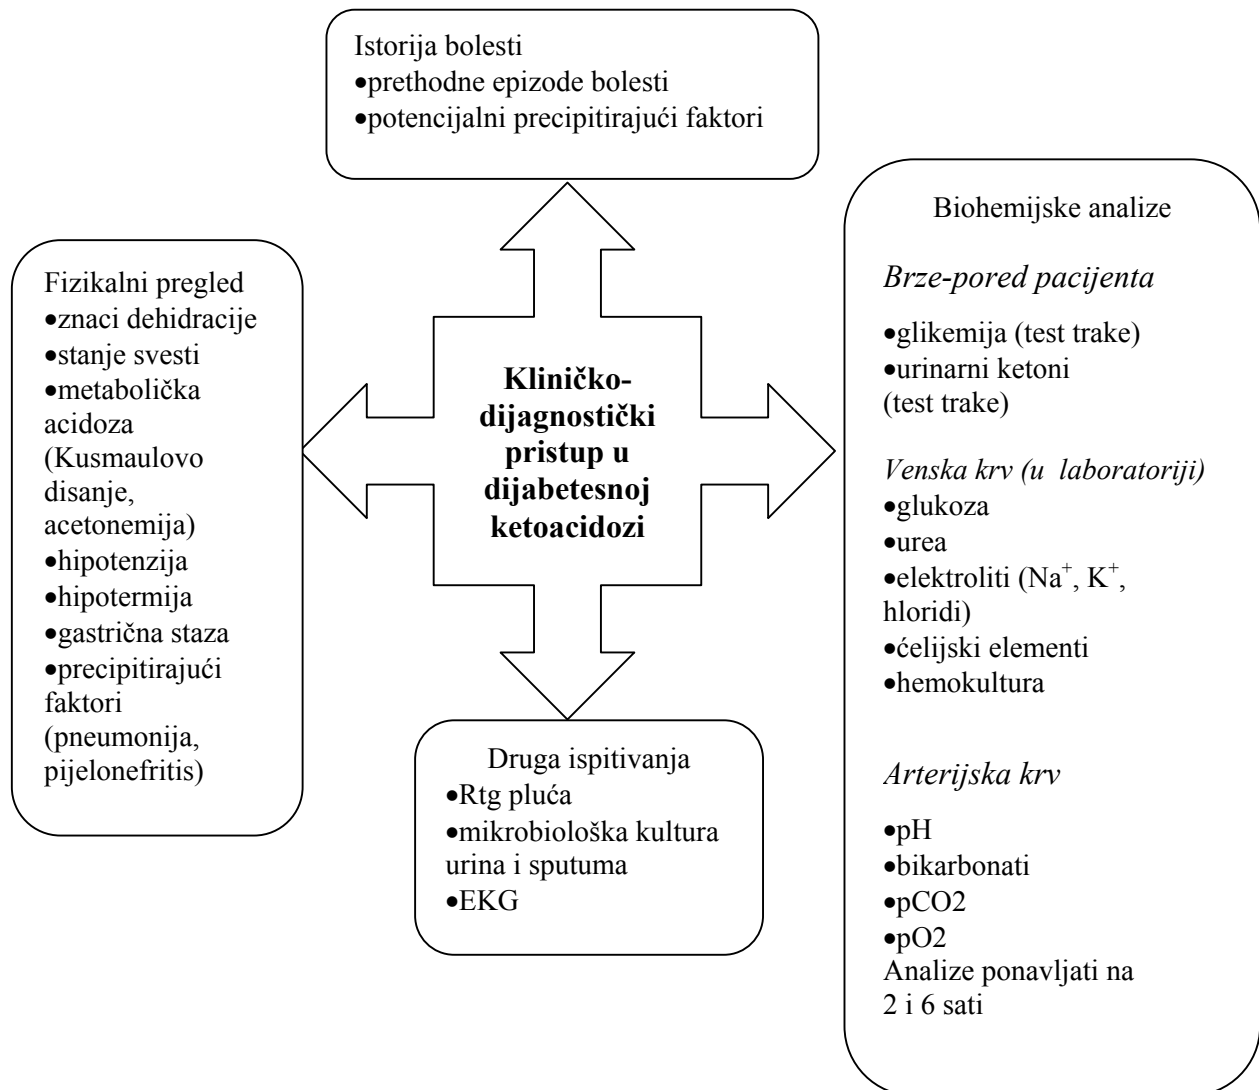 Istorija bolesti
•prethodne epizode bolesti
•potencijalni precipitirajući faktori
Fizikalni pregled
•znaci dehidracije
•stanje svesti
•metabolička
acidoza
(Kusmaulovo
disanje,
acetonemija)
•hipotenzija
•hipotermija
•gastrična staza
•precipitirajući
faktori
(pneumonija,
pijelonefritis)
Kliničko-
dijagnostički
pristup u
dijabetesnoj
ketoacidozi
Biohemijske analize
Brze-pored pacijenta
•glikemija (test trake)
•urinarni ketoni
(test trake)
Venska krv (u laboratoriji)
•glukoza
•urea
•elektroliti (Na⁺, K⁺,
hloridi)
•ćelijski elementi
•hemokultura
Arterijska krv
•pH
•bikarbonati
•pCO2
•pO2
Analize ponavljati na
2 i 6 sati
Druga ispitivanja
•Rtg pluća
•mikrobiološka kultura
urina i sputuma
•EKG